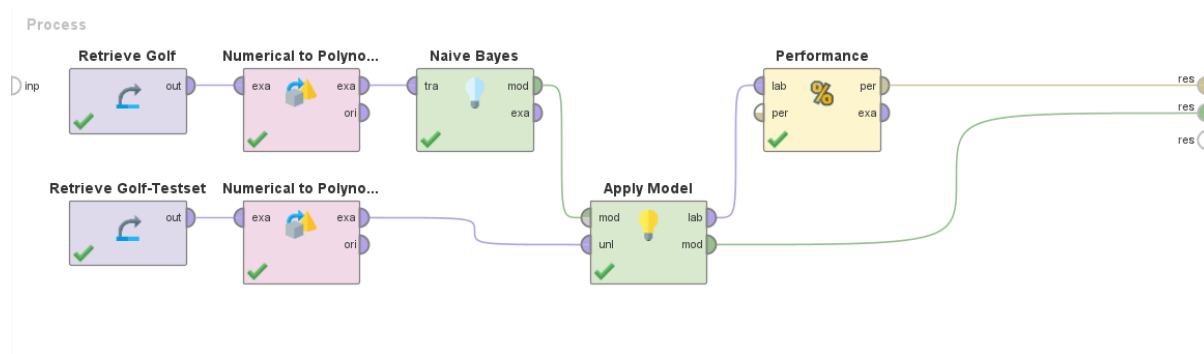 Process
Retrieve Golf
Numerical to Polyno...
Naive Bayes
Performance
inp
out
exa
exa
ori
tra
mod
exa
lab
per
per
exa
%
res
res
res
Retrieve Golf-Testset
Numerical to Polyno...
Apply Model
out
exa
exa
ori
mod
unl
lab
mod